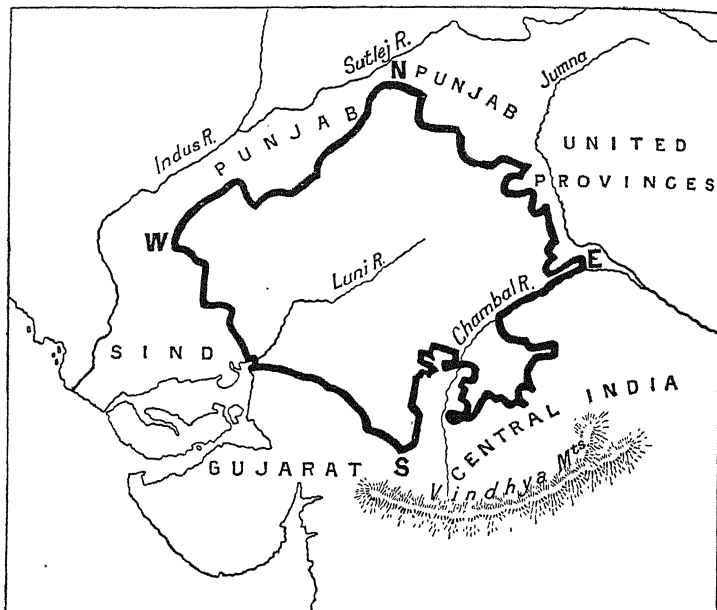 Sutlej R.
N
PUNJAB
Jumna
Indus R.
PUNJAB
UNITED
PROVINCES
W
E
Luni R.
Chambal R.
SIND
CENTRAL INDIA
GUJARAT
S
Vindhya Mts.